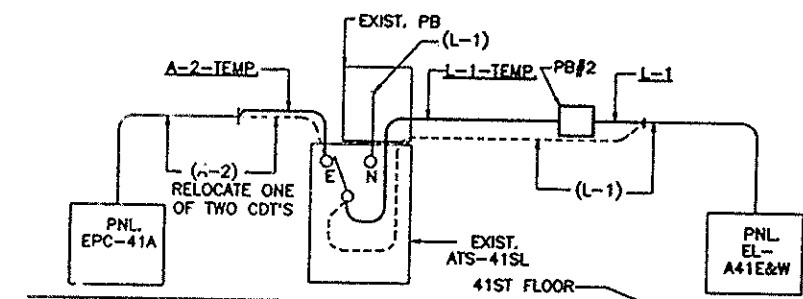 EXIST. PB
(L-1)
A-2-TEMP.
L-1-TEMP.
PB#2
L-1
(A-2)
RELOCATE ONE
OF TWO CDT'S
E
N
(L-1)
PNL.
EPC-41A
EXIST.
ATS-41SL
PNL.
EL-
A41E&W
41ST FLOOR